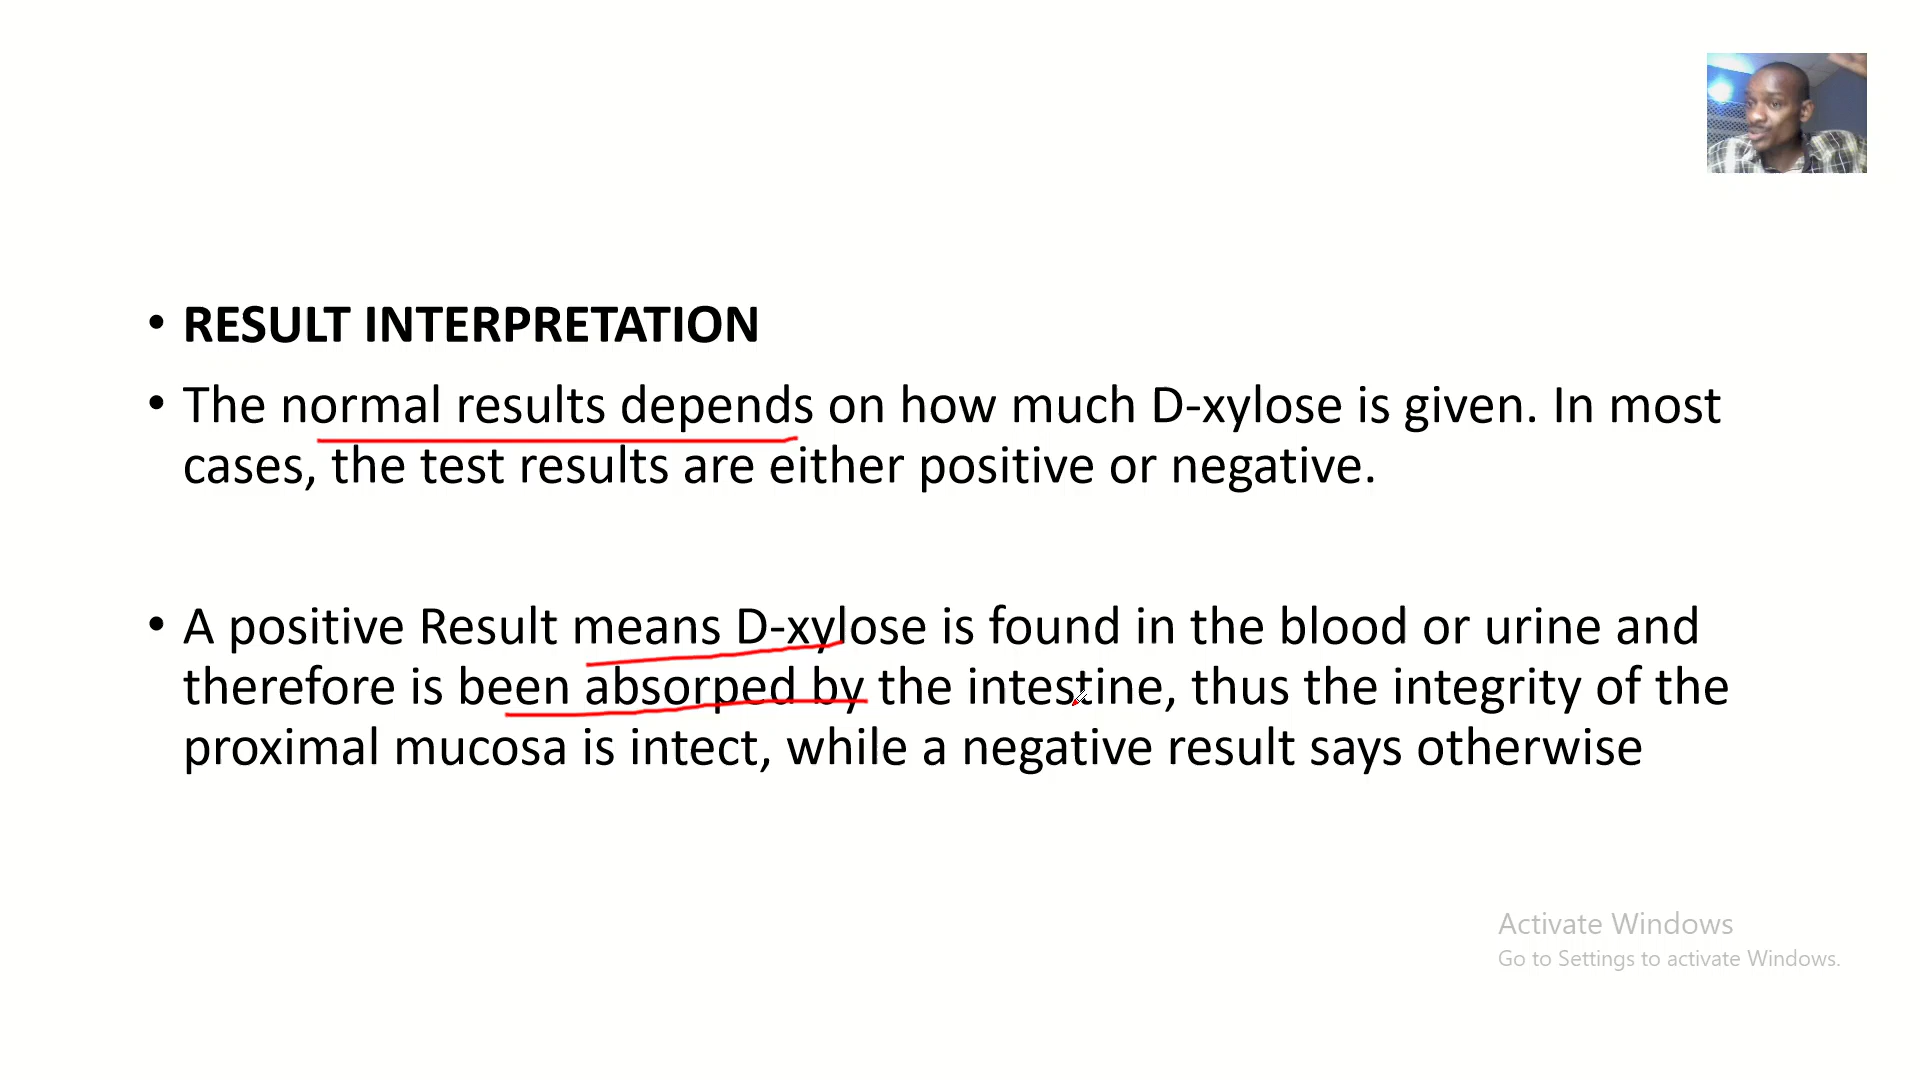 • RESULT INTERPRETATION
• The normal results depends on how much D-xylose is given. In most
cases, the test results are either positive or negative.
• A positive Result means D-xylose is found in the blood or urine and
therefore is been absorped by the intestine, thus the integrity of the
proximal mucosa is intect, while a negative result says otherwise
Activate Windows
Go to Settings to activate Windows.